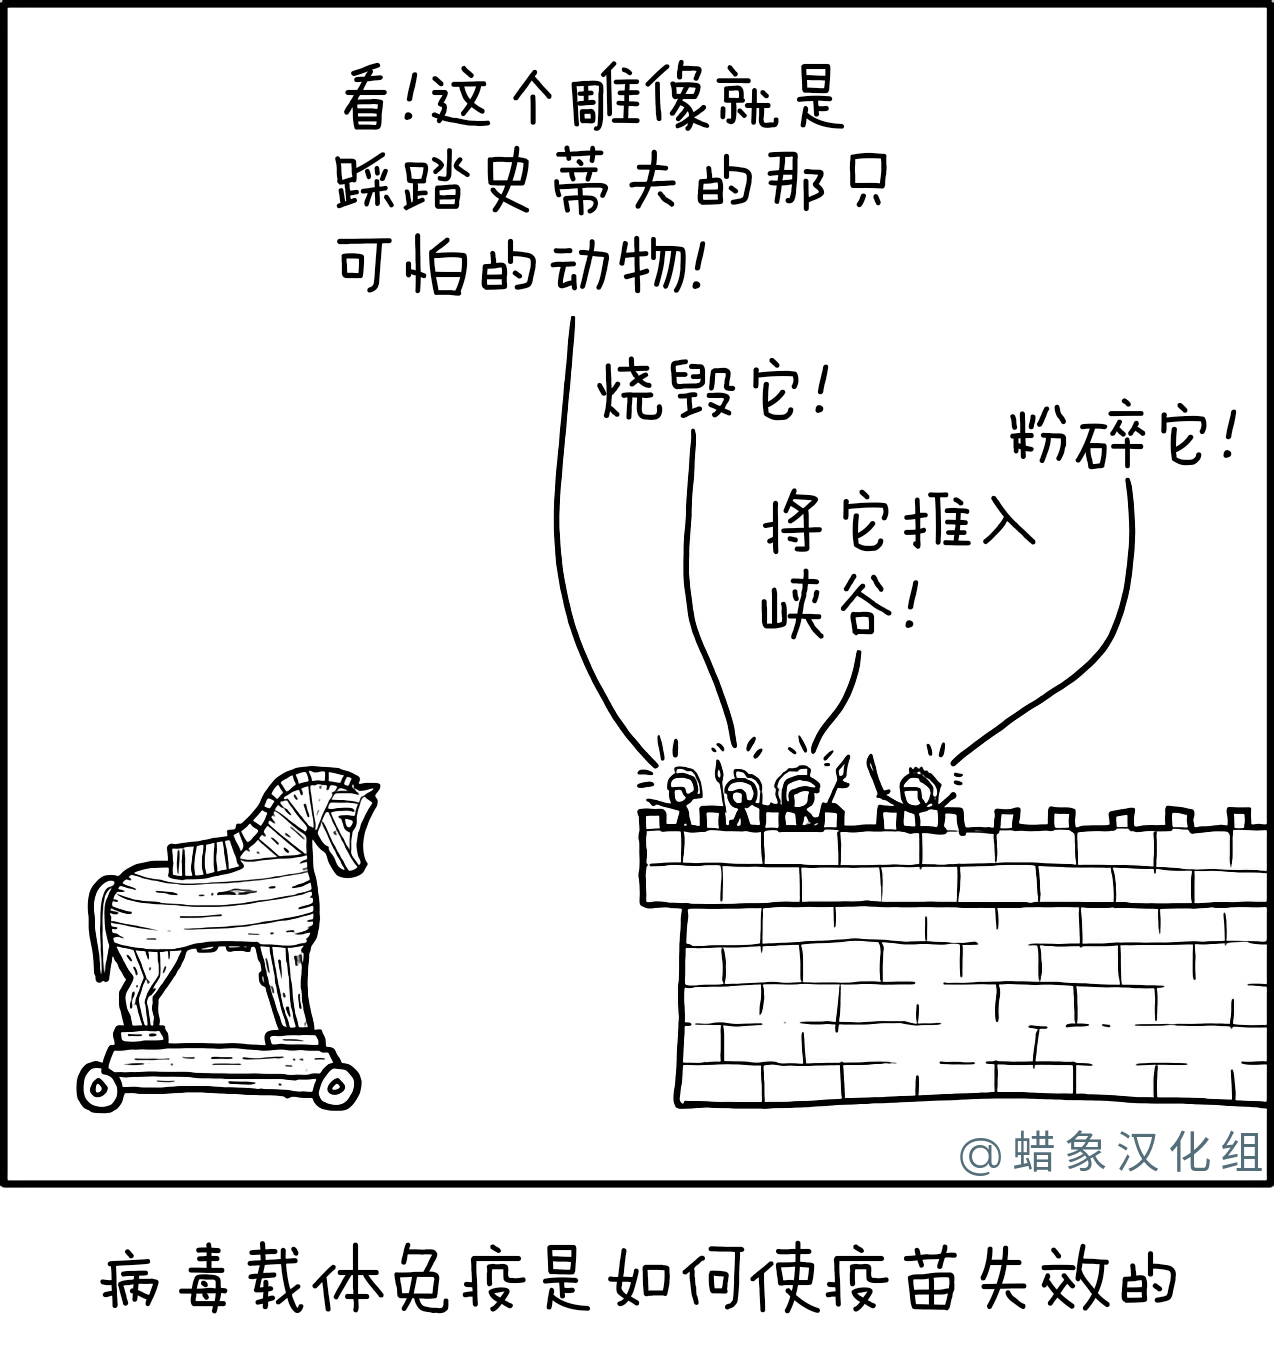 看!这个雕像就是
踩踏史蒂夫的那只
可怕的动物!
烧毁它!
粉碎它!
将它推入
峡谷!
@蜡象汉化组
病毒载体免疫是如何使疫苗失效的